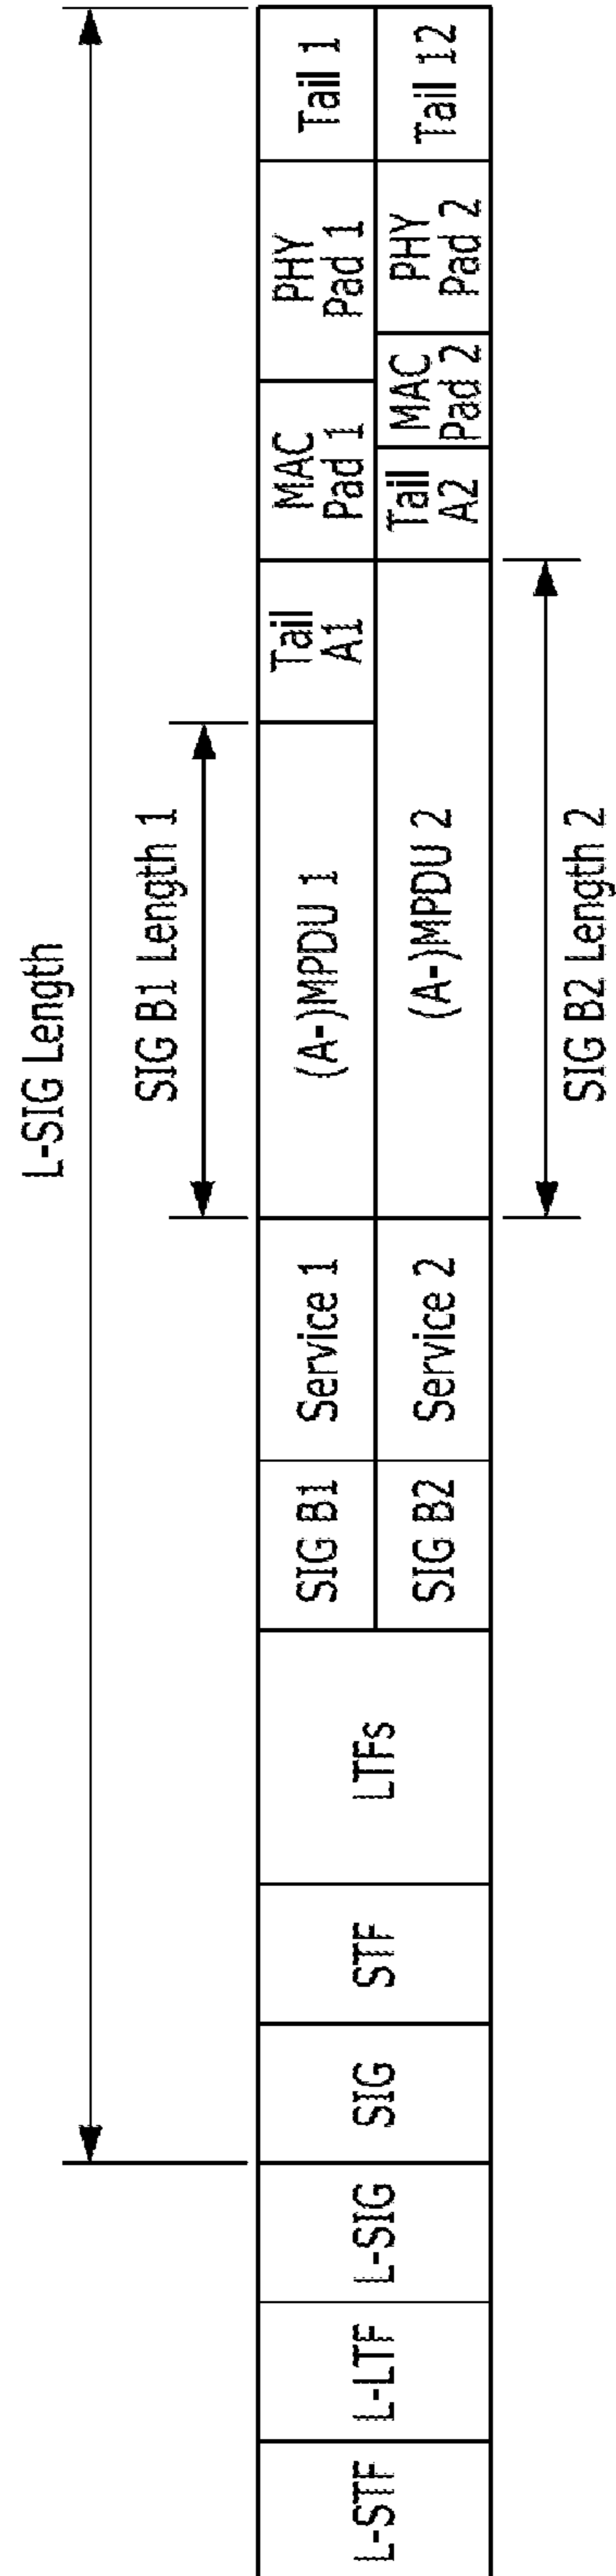 L-SIG Length
SIG B1 Length 1
L-STF
L-LTF
L-SIG
SIG
STF
LTFs
SIG B1
Service 1
(A-)MPDU 1
Tail
A1
MAC
Pad 1
PHY
Pad 1
Tail 1
SIG B2
Service 2
(A-)MPDU 2
Tail
A2
MAC
Pad 2
PHY
Pad 2
Tail 12
SIG B2 Length 2